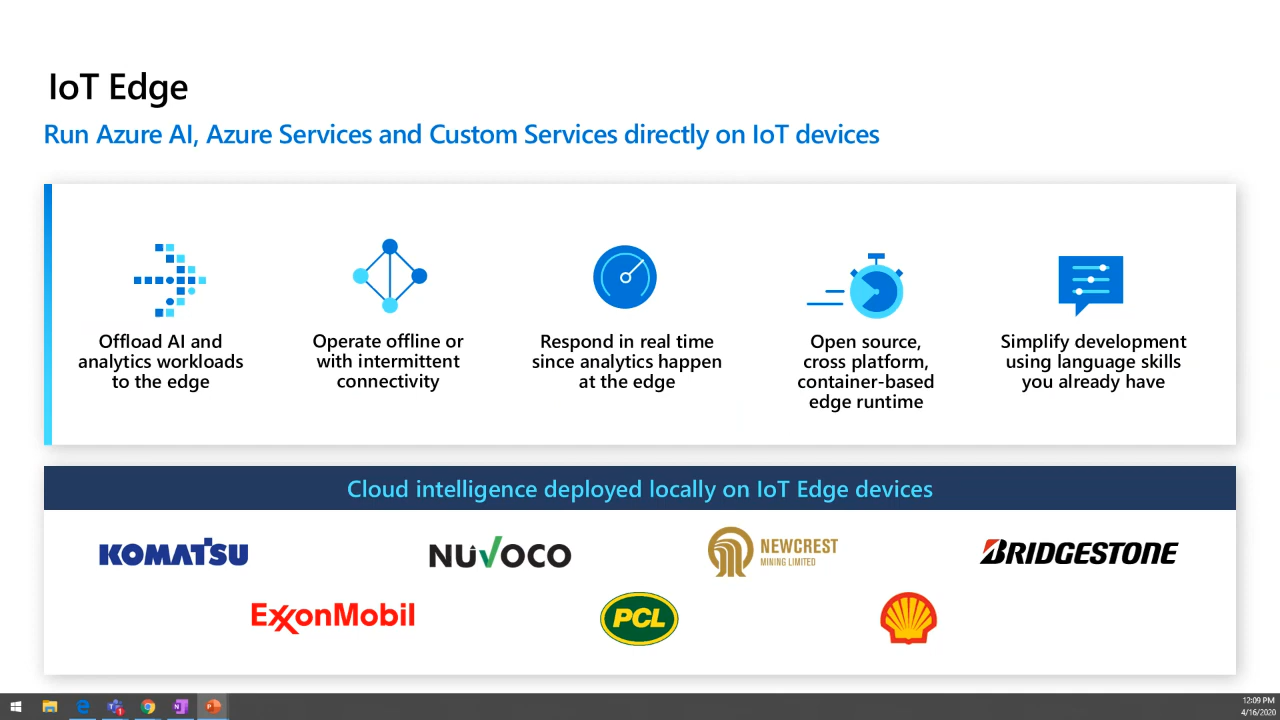 IoT Edge
Run Azure AI, Azure Services and Custom Services directly on IoT devices
Offload AI and
analytics workloads
to the edge
Operate offline or
with intermittent
connectivity
Respond in real time
since analytics happen
at the edge
Open source,
cross platform,
container-based
edge runtime
Simplify development
using language skills
you already have
Cloud intelligence deployed locally on IoT Edge devices
KOMATSU
NUVOCO
NEWCREST
MINING LIMITED
BRIDGESTONE
ExxonMobil
PCL
12:09 PM
4/16/2020